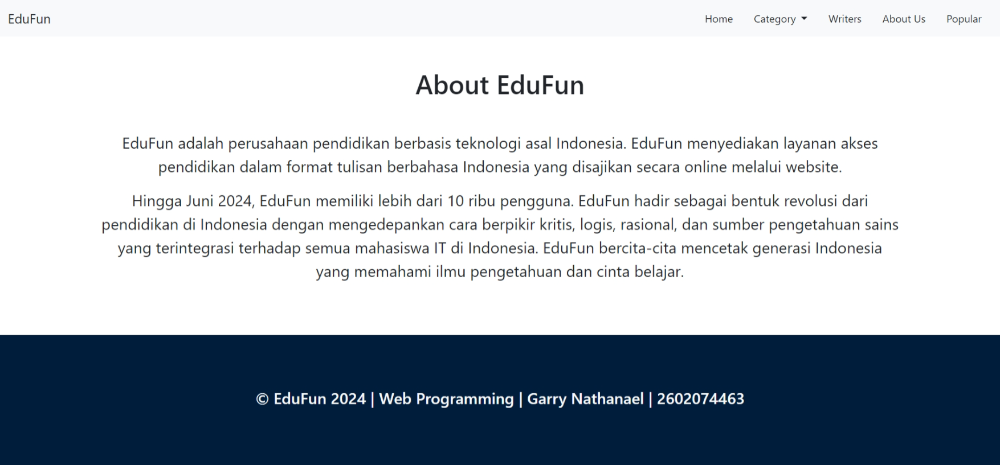 EduFun
Home Category Writers About Us Popular
About EduFun
EduFun adalah perusahaan pendidikan berbasis teknologi asal Indonesia. EduFun menyediakan layanan akses
pendidikan dalam format tulisan berbahasa Indonesia yang disajikan secara online melalui website.
Hingga Juni 2024, EduFun memiliki lebih dari 10 ribu pengguna. EduFun hadir sebagai bentuk revolusi dari
pendidikan di Indonesia dengan mengedepankan cara berpikir kritis, logis, rasional, dan sumber pengetahuan sains
yang terintegrasi terhadap semua mahasiswa IT di Indonesia. EduFun bercita-cita mencetak generasi Indonesia
yang memahami ilmu pengetahuan dan cinta belajar.
© EduFun 2024 | Web Programming | Garry Nathanael | 2602074463